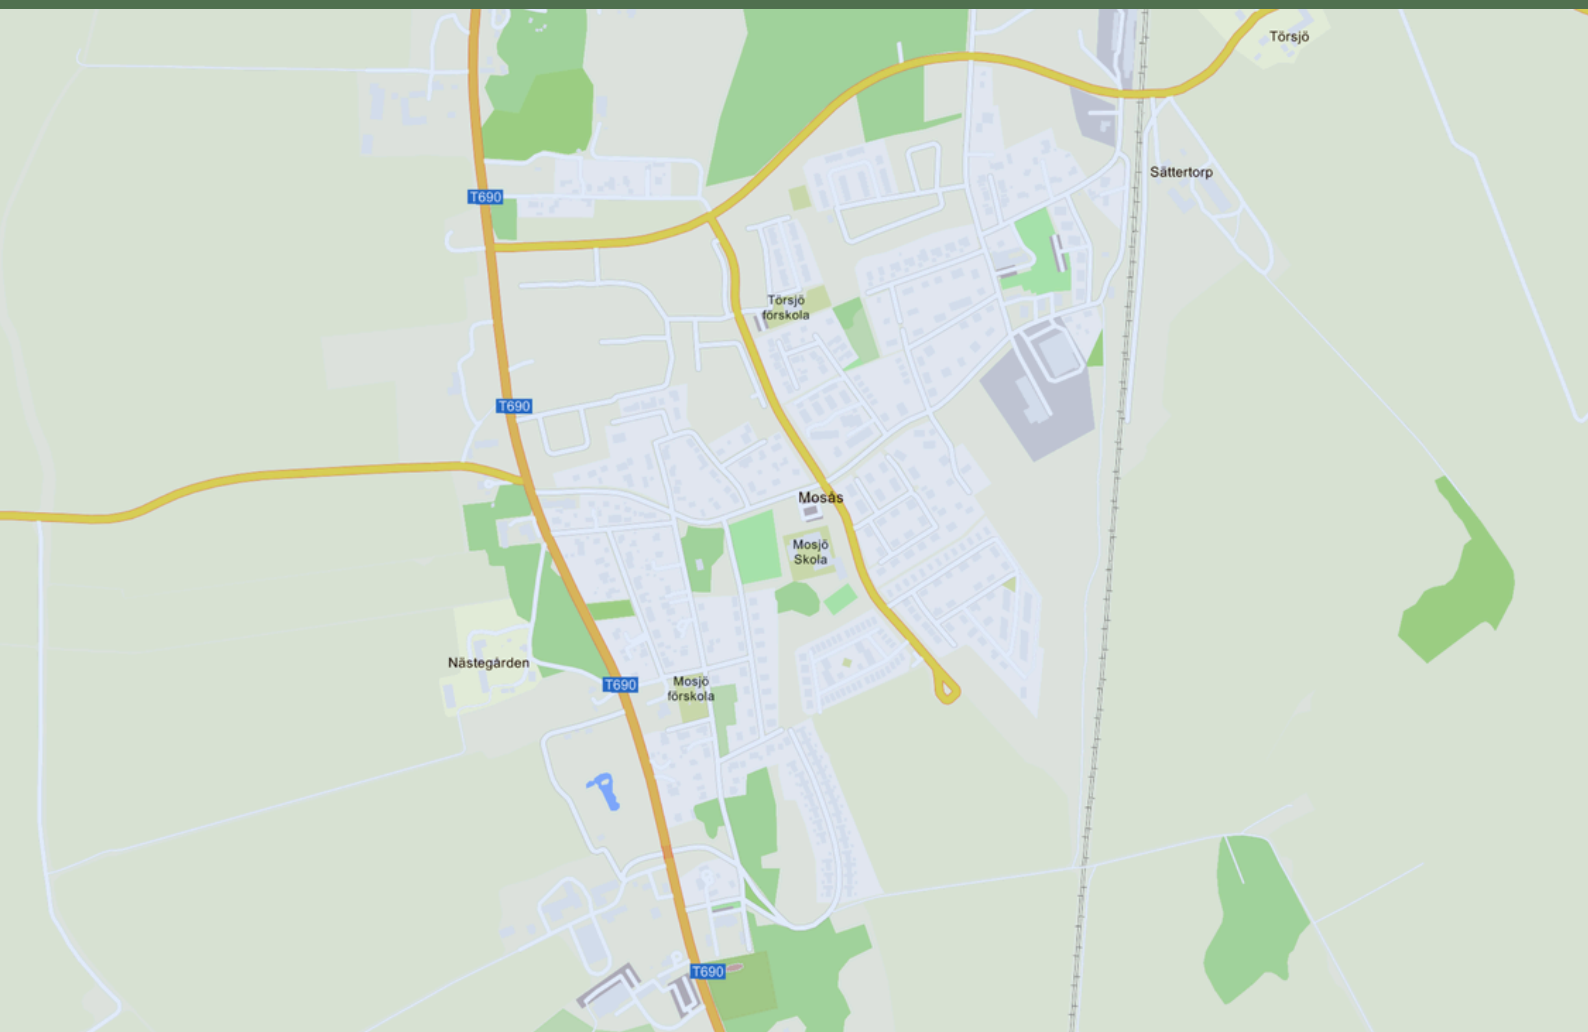 Törsjö
Sättertorp
T690
Törsjö
förskola
T690
Mosås
Mosjö
Skola
Nästegården
T690
Mosjö
förskola
T690